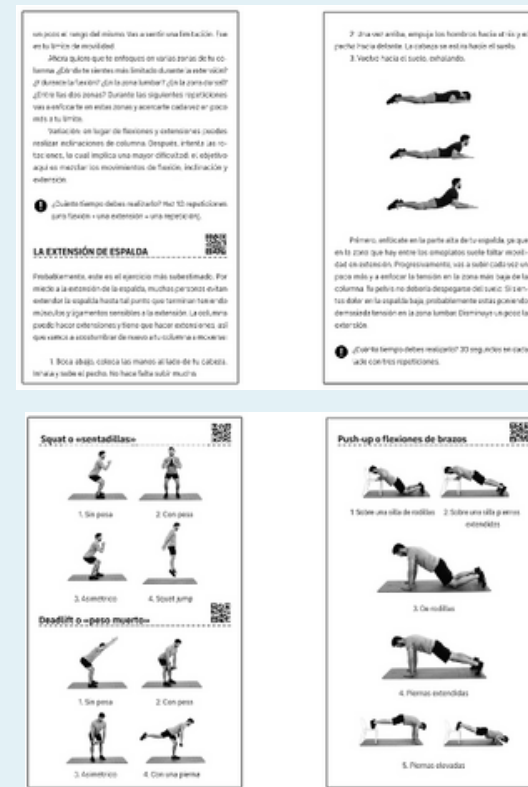 un poco el rango del mismo. Vas a sentir una limitación. Ese
es tu límite de movilidad.
Ahora quiero que te enfoques en varias zonas de tu co-
lumna. ¿Dónde te sientes más limitado durante la extensión?
¿Y durante la flexión? ¿En la zona lumbar? ¿En la zona dorsal?
¿Entre las dos zonas? Durante las siguientes repeticiones
vas a enfocarte en estas zonas y acercarte cada vez un poco
más a tu límite.
Variación: en lugar de flexiones y extensiones puedes
realizar inclinaciones de columna. Después, intenta las ro-
taciones, lo cual implica una mayor dificultad. El objetivo
aquí es mezclar los movimientos de flexión, inclinación y
extensión.
¿Cuánto tiempo debes realizarlo? Haz 10 repeticiones
(una flexión + una extensión = una repetición).
LA EXTENSIÓN DE ESPALDA
Probablemente, este es el ejercicio más subestimado. Por
miedo a la extensión de la espalda, muchas personas evitan
extender la espalda hasta tal punto que terminan teniendo
músculos y ligamentos sensibles a la extensión. La columna
puede hacer extensiones y tiene que hacer extensiones, así
que vamos a acostumbrar de nuevo a tu columna a moverse:
1. Boca abajo, coloca las manos al lado de tu cabeza.
Inhala y sube el pecho. No hace falta subir mucho.
2. Una vez arriba, empuja los hombros hacia atrás y el
pecho hacia delante. La cabeza se estira hacia el suelo.
3. Vuelve hacia el suelo, exhalando.
Primero, enfócate en la parte alta de tu espalda, ya que
en la zona que hay entre los omoplatos suele faltar movili-
dad en extensión. Progresivamente, vas a subir cada vez un
poco más y a enfocar la tensión en la zona más baja de la
columna. Tu pelvis no debería despegarse del suelo. Si sien-
tes dolor en la espalda baja, probablemente estás poniendo
demasiada tensión en la zona lumbar. Disminuye un poco la
extensión.
¿Cuánto tiempo debes realizarlo? 30 segundos en cada
lado con tres repeticiones.
Squat o «sentadillas»
1. Sin pesa
2. Con pesa
3. Asimétrico
4. Squat jump
Deadlift o «peso muerto»
1. Sin pesa
2. Con pesa
3. Asimétrico
4. Con una pierna
Push-up o flexiones de brazos
1. Sobre una silla de rodillas
2. Sobre una silla piernas
extendidas
3. De rodillas
4. Piernas extendidas
5. Piernas elevadas